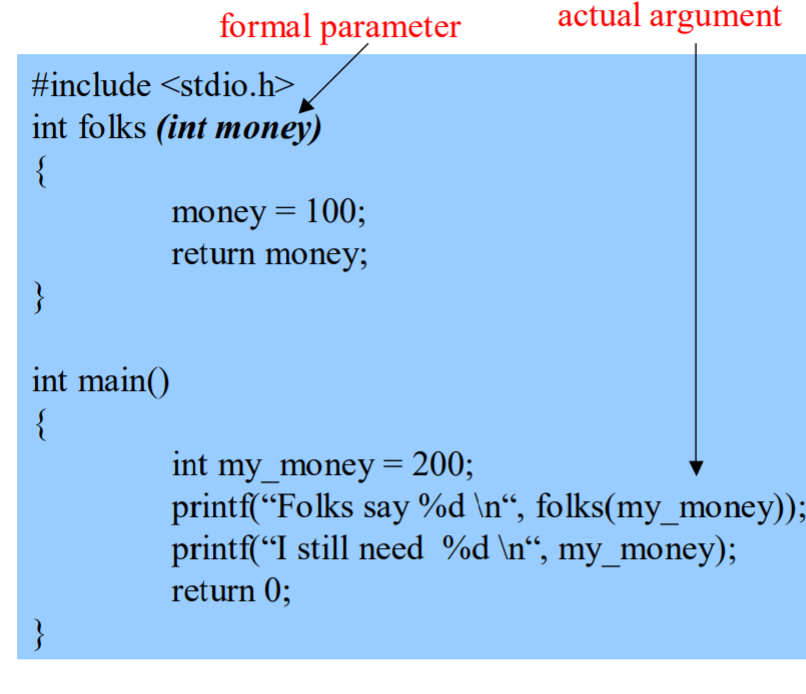 formal parameter
actual argument
#include <stdio.h>
int folks (int money)
{
money = 100;
return money;
}
int main()
{
int my_money = 200;
printf(“Folks say %d \n“, folks(my_money));
printf(“I still need  %d \n“, my_money);
return 0;
}